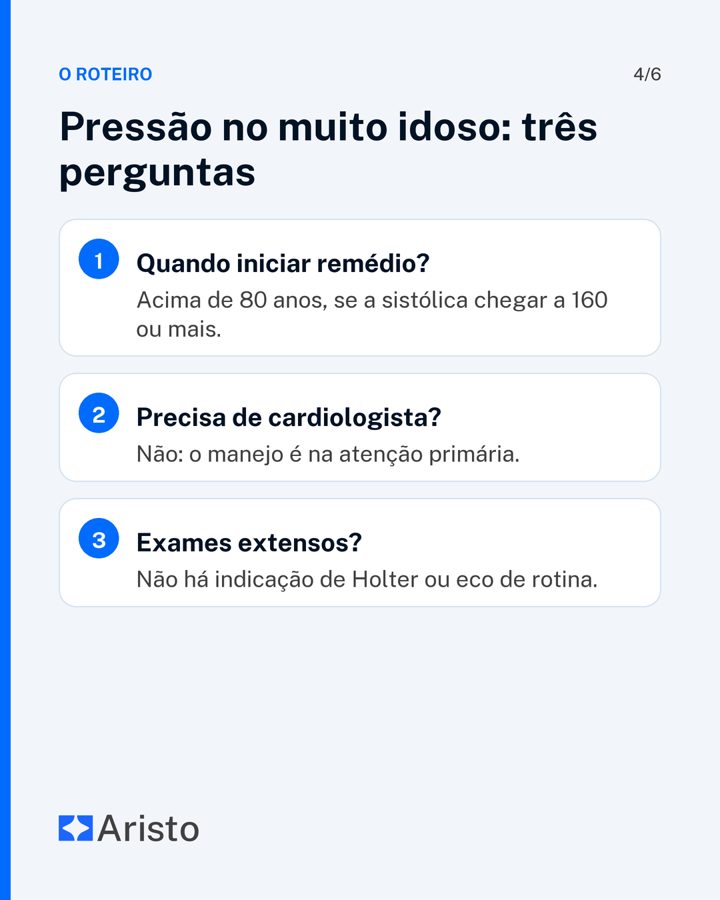 O ROTEIRO
4/6
Pressão no muito idoso: três
perguntas
1
Quando iniciar remédio?
Acima de 80 anos, se a sistólica chegar a 160
ou mais.
2
Precisa de cardiologista?
Não: o manejo é na atenção primária.
3
Exames extensos?
Não há indicação de Holter ou eco de rotina.
Aristo